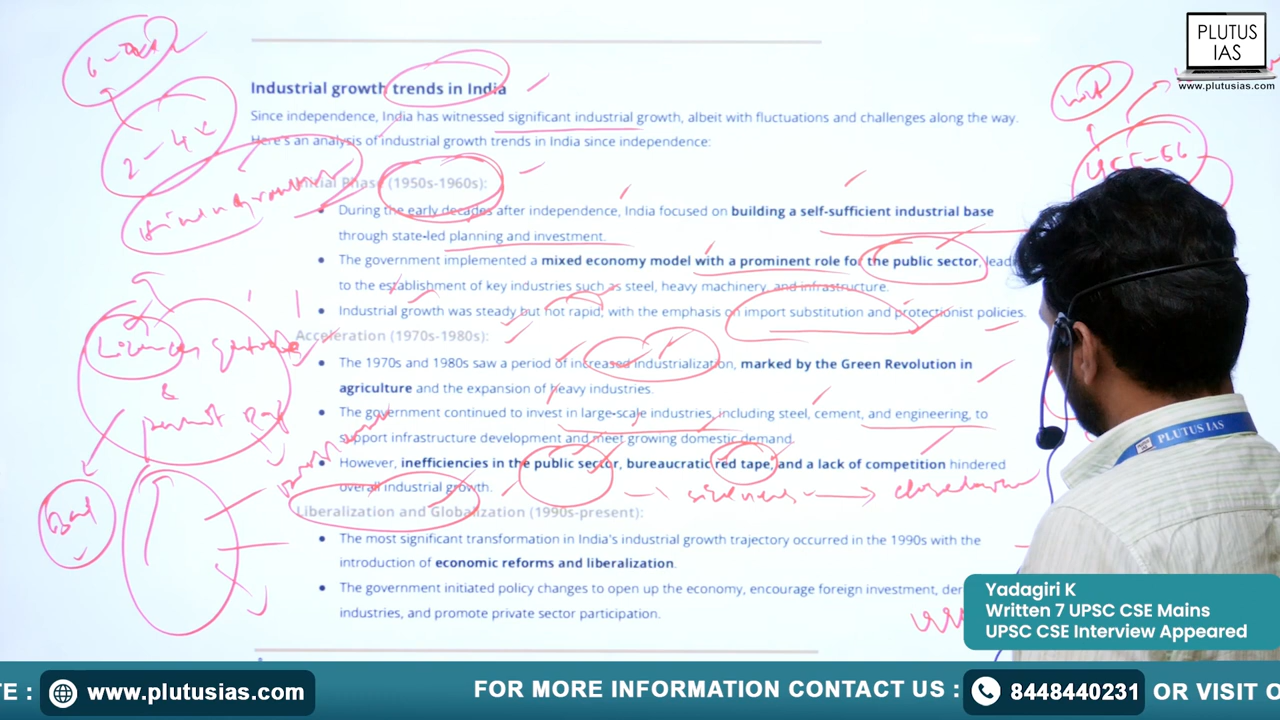 PLUTUS
IAS
www.plutusias.com
Industrial growth trends in India
Since independence, India has witnessed significant industrial growth, albeit with fluctuations and challenges along the way.
Here's an analysis of industrial growth trends in India since independence:
Initial Phase (1950s-1960s):
• During the early decades after independence, India focused on building a self-sufficient industrial base
through state-led planning and investment.
• The government implemented a mixed economy model with a prominent role for the public sector, lead
to the establishment of key industries such as steel, heavy machinery, and infrastructure.
• Industrial growth was steady but not rapid, with the emphasis on import substitution and protectionist policies.
Acceleration (1970s-1980s):
• The 1970s and 1980s saw a period of increased industrialization, marked by the Green Revolution in
agriculture and the expansion of heavy industries.
• The government continued to invest in large-scale industries, including steel, cement, and engineering, to
support infrastructure development and meet growing domestic demand.
• However, inefficiencies in the public sector, bureaucratic red tape, and a lack of competition hindered
overall industrial growth.
Liberalization and Globalization (1990s-present):
• The most significant transformation in India's industrial growth trajectory occurred in the 1990s with the
introduction of economic reforms and liberalization.
• The government initiated policy changes to open up the economy, encourage foreign investment, der
industries, and promote private sector participation.
2-4%
&
PLUTUS IAS
Yadagiri K
Written 7 UPSC CSE Mains
UPSC CSE Interview Appeared
TE : www.plutusias.com FOR MORE INFORMATION CONTACT US : 8448440231 OR VISIT O